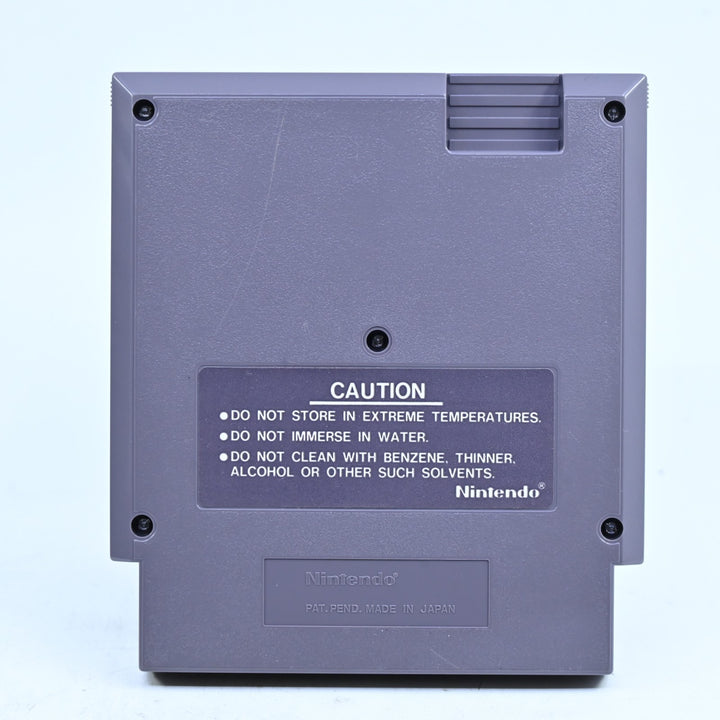 CAUTION
●DO NOT STORE IN EXTREME TEMPERATURES.
●DO NOT IMMERSE IN WATER.
●DO NOT CLEAN WITH BENZENE, THINNER,
ALCOHOL OR OTHER SUCH SOLVENTS.
Nintendo®
Nintendo®
PAT. PEND. MADE IN JAPAN